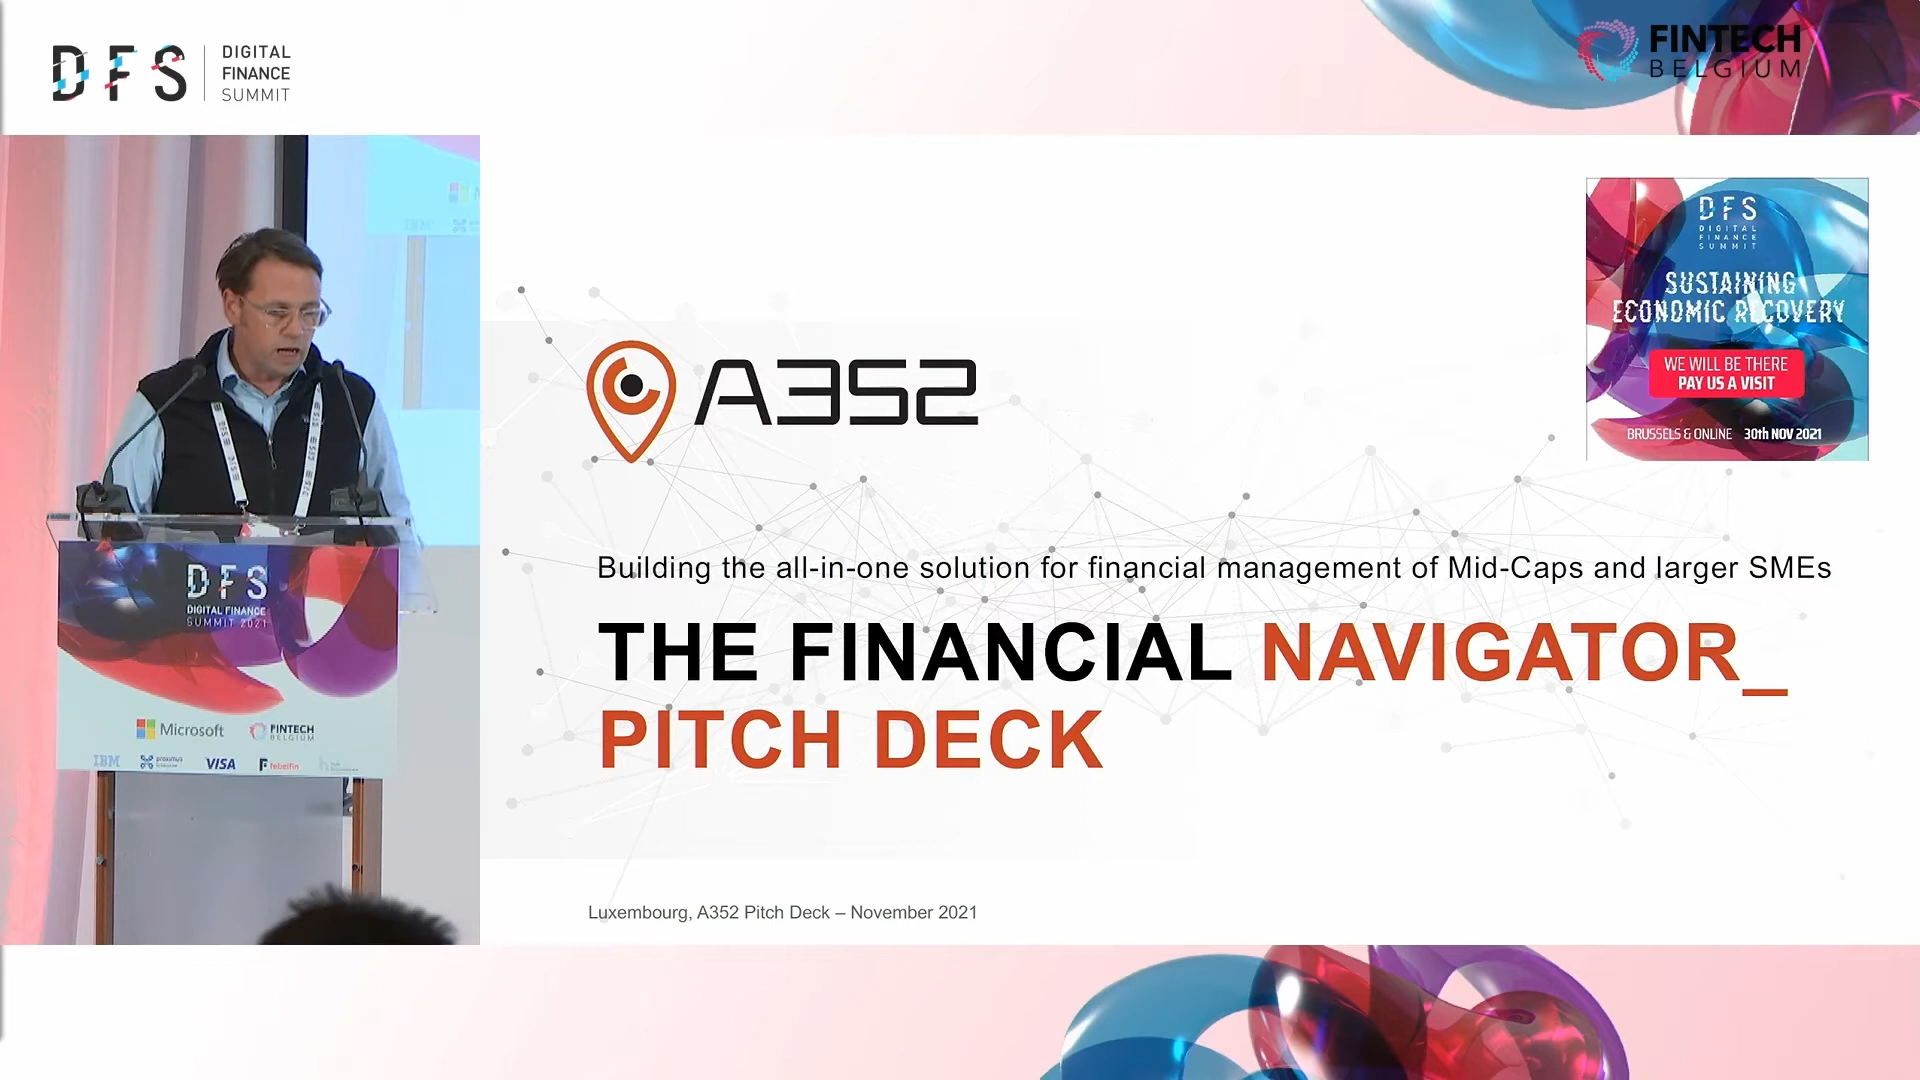 DFS
DIGITAL
FINANCE
SUMMIT
FINTECH
BELGIUM
DFS
DIGITAL
FINANCE
SUMMIT
SUSTAINING
ECONOMIC RECOVERY
WE WILL BE THERE
PAY US A VISIT
BRUSSELS & ONLINE 30th NOV 2021
A352
Building the all-in-one solution for financial management of Mid-Caps and larger SMEs
THE FINANCIAL NAVIGATOR_
PITCH DECK
Luxembourg, A352 Pitch Deck – November 2021
IBM
DFS
DIGITAL FINANCE
SUMMIT 2021
Microsoft
FINTECH
BELGIUM
IBM
proximus
VISA
febelfin